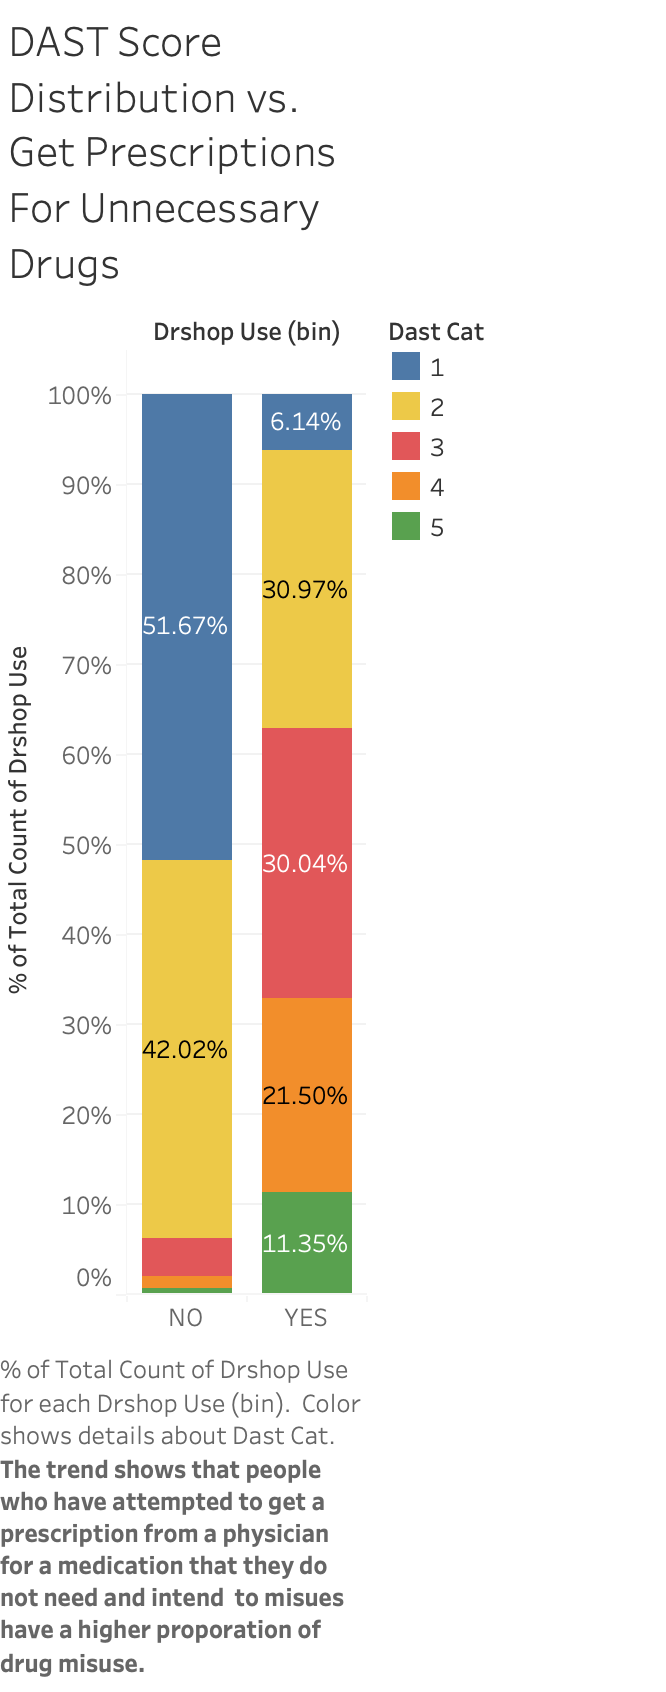 DAST Score
Distribution vs.
Get Prescriptions
For Unnecessary
Drugs
Drshop Use (bin)
Dast Cat
1
2
3
4
5
% of Total Count of Drshop Use
100%
90%
80%
70%
60%
50%
40%
30%
20%
10%
0%
51.67%
42.02%
6.14%
30.97%
30.04%
21.50%
11.35%
NO
YES
% of Total Count of Drshop Use
for each Drshop Use (bin).  Color
shows details about Dast Cat.
The trend shows that people
who have attempted to get a
prescription from a physician
for a medication that they do
not need and intend  to misues
have a higher proporation of
drug misuse.